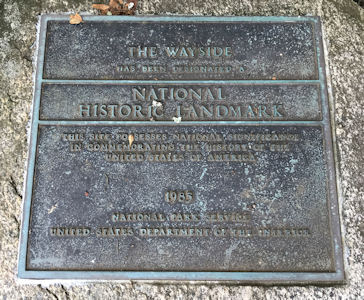 THE WAYSIDE
HAS BEEN DESIGNATED A
NATIONAL
HISTORIC LANDMARK
THIS SITE POSSESSES NATIONAL SIGNIFICANCE
IN COMMEMORATING THE HISTORY OF THE
UNITED STATES OF AMERICA
1985
NATIONAL PARK SERVICE
UNITED STATES DEPARTMENT OF THE INTERIOR